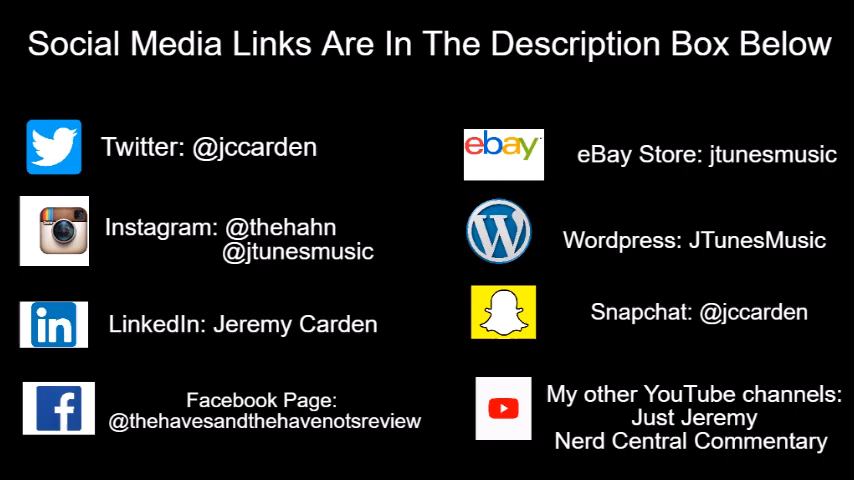 Social Media Links Are In The Description Box Below
Twitter: @jccarden
Instagram: @thehahn
@jtunesmusic
in LinkedIn: Jeremy Carden
f
Facebook Page:
@thehavesandthehavenotsreview
ebay
eBay Store: jtunesmusic
W
Wordpress: JTunesMusic
Snapchat: @jccarden
My other YouTube channels:
Just Jeremy
Nerd Central Commentary